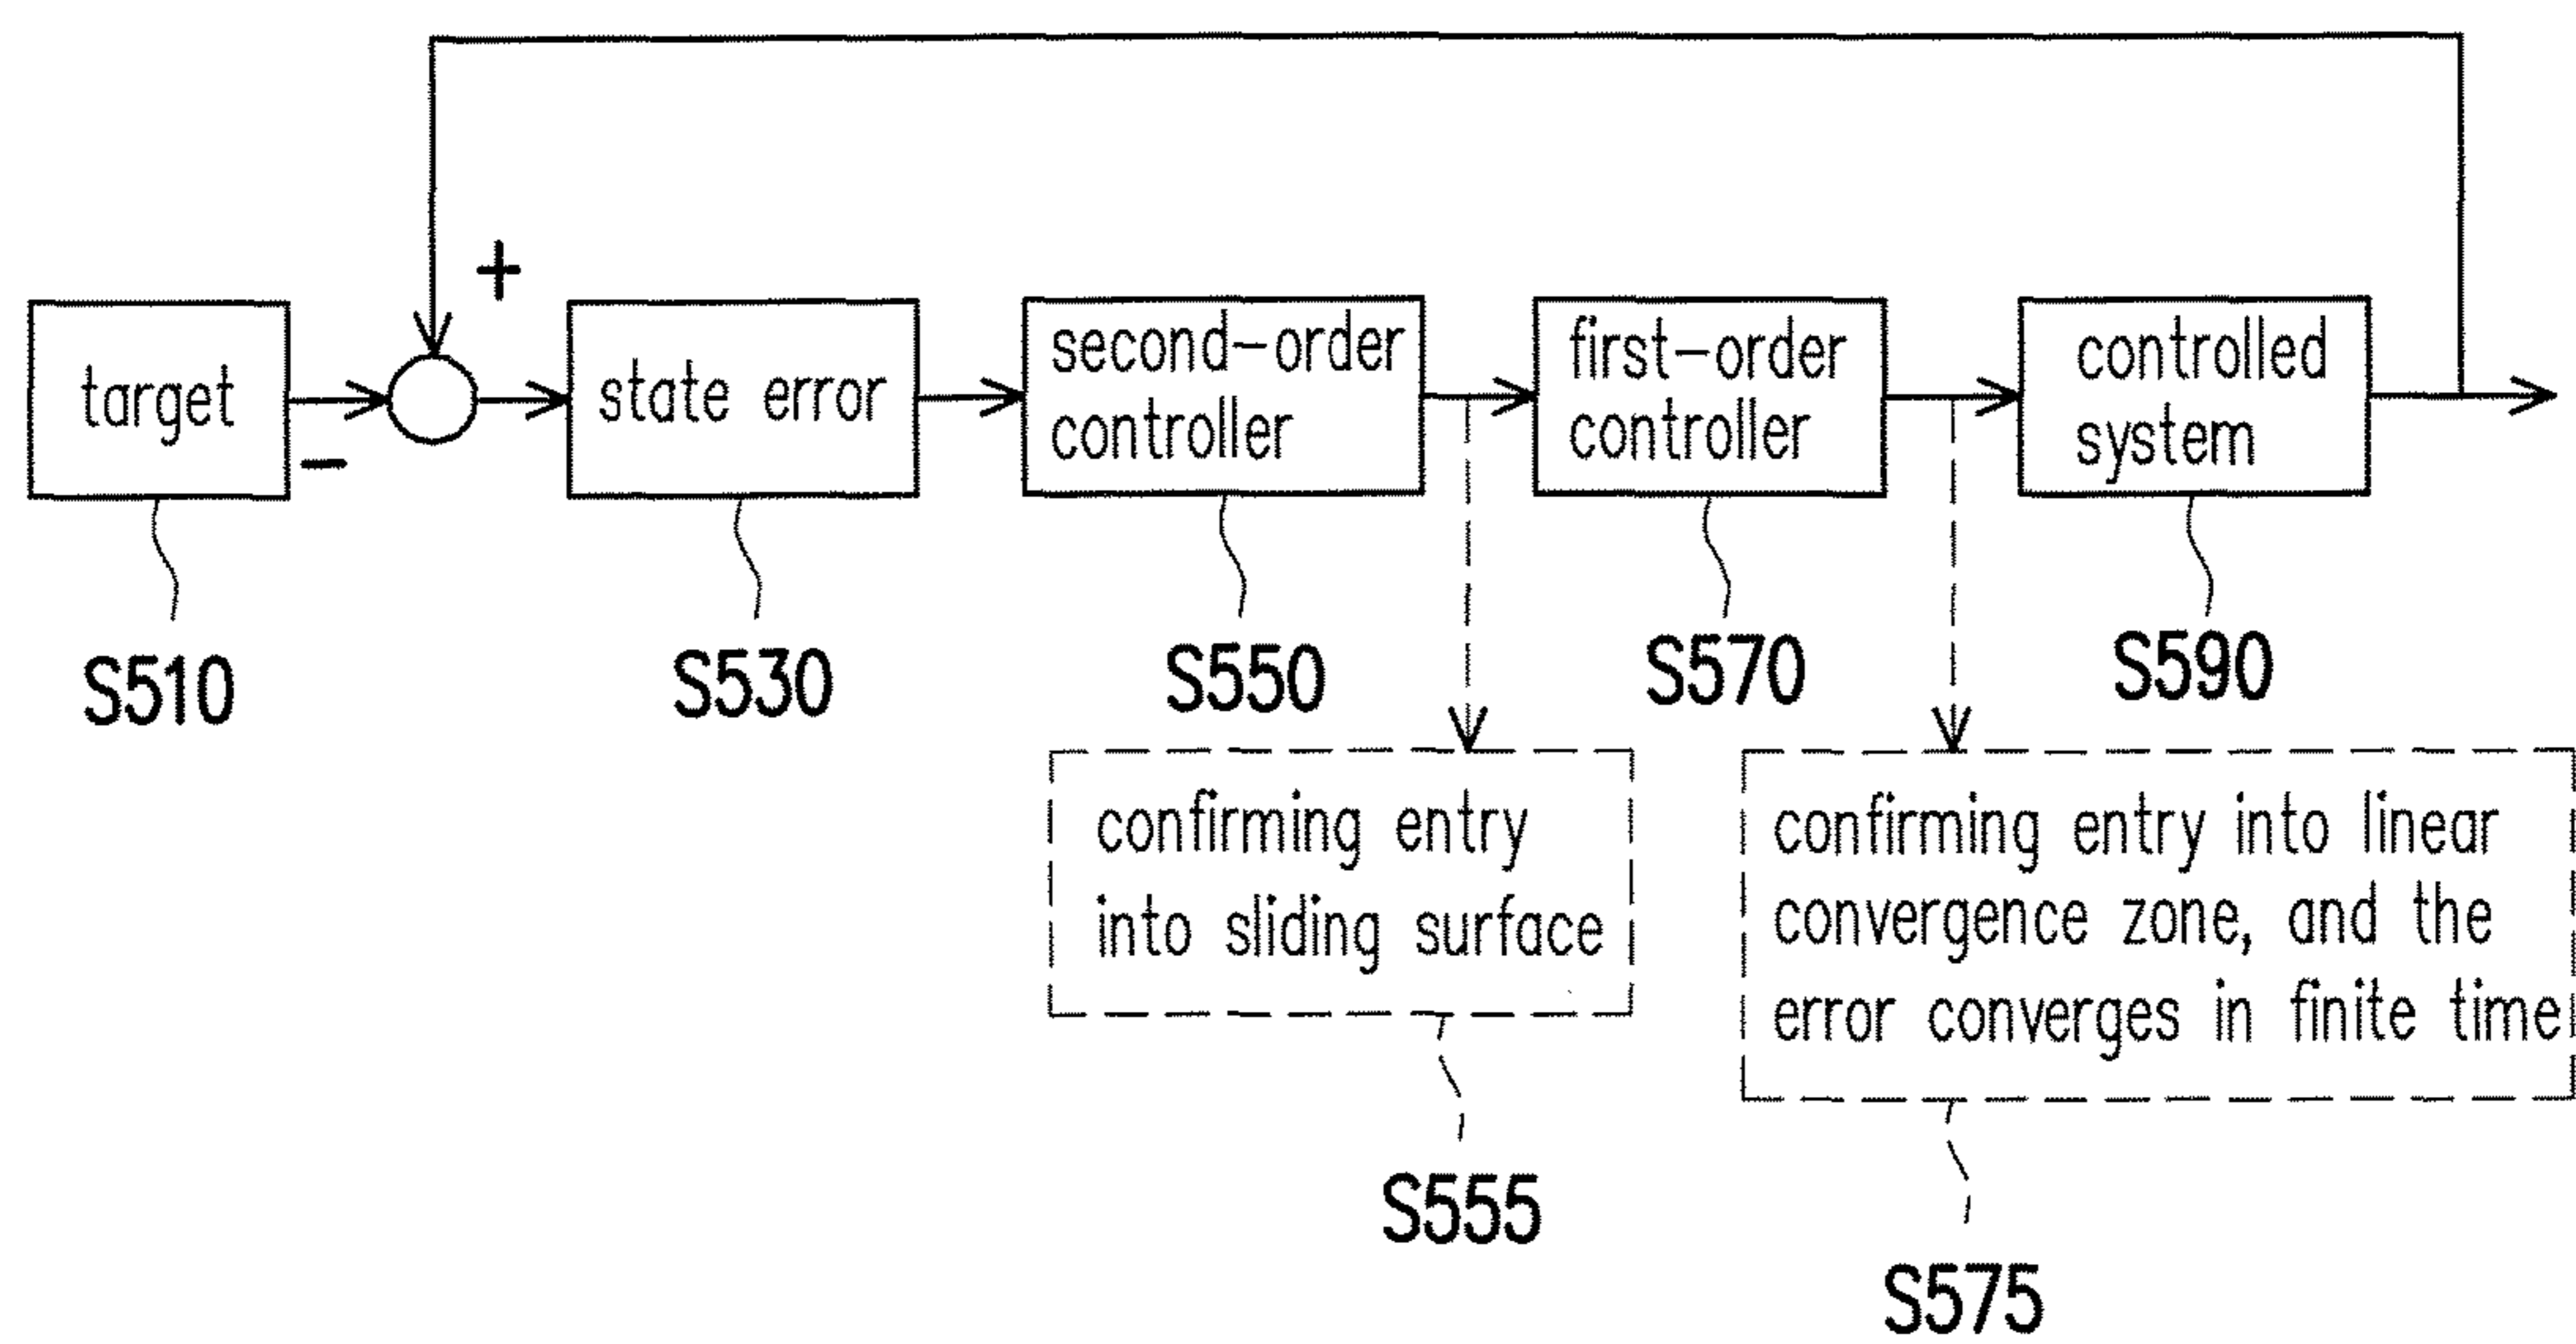 +
target
-
state error
second-order
controller
first-order
controller
controlled
system
S510
S530
S550
S570
S590
confirming entry
into sliding surface
confirming entry into linear
convergence zone, and the
error converges in finite time
S555
S575